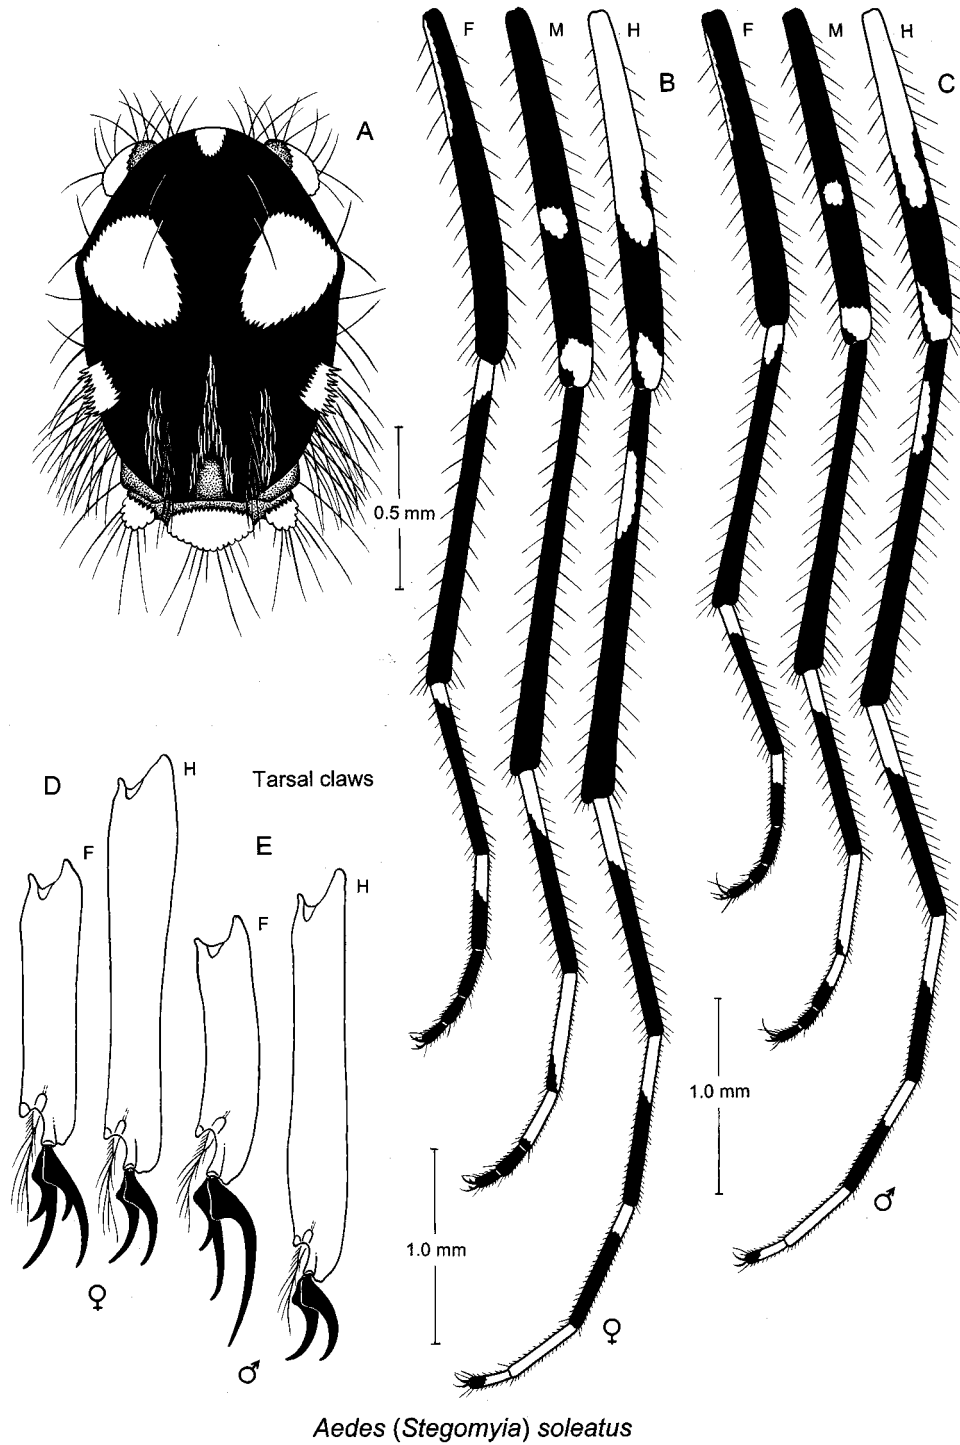 F M H
F M H
A
B
C
0.5 mm
D
H
Tarsal claws
F
E
H
F
1.0 mm
1.0 mm
♀
♂
♀
♂
Aedes (Stegomyia) soleatus